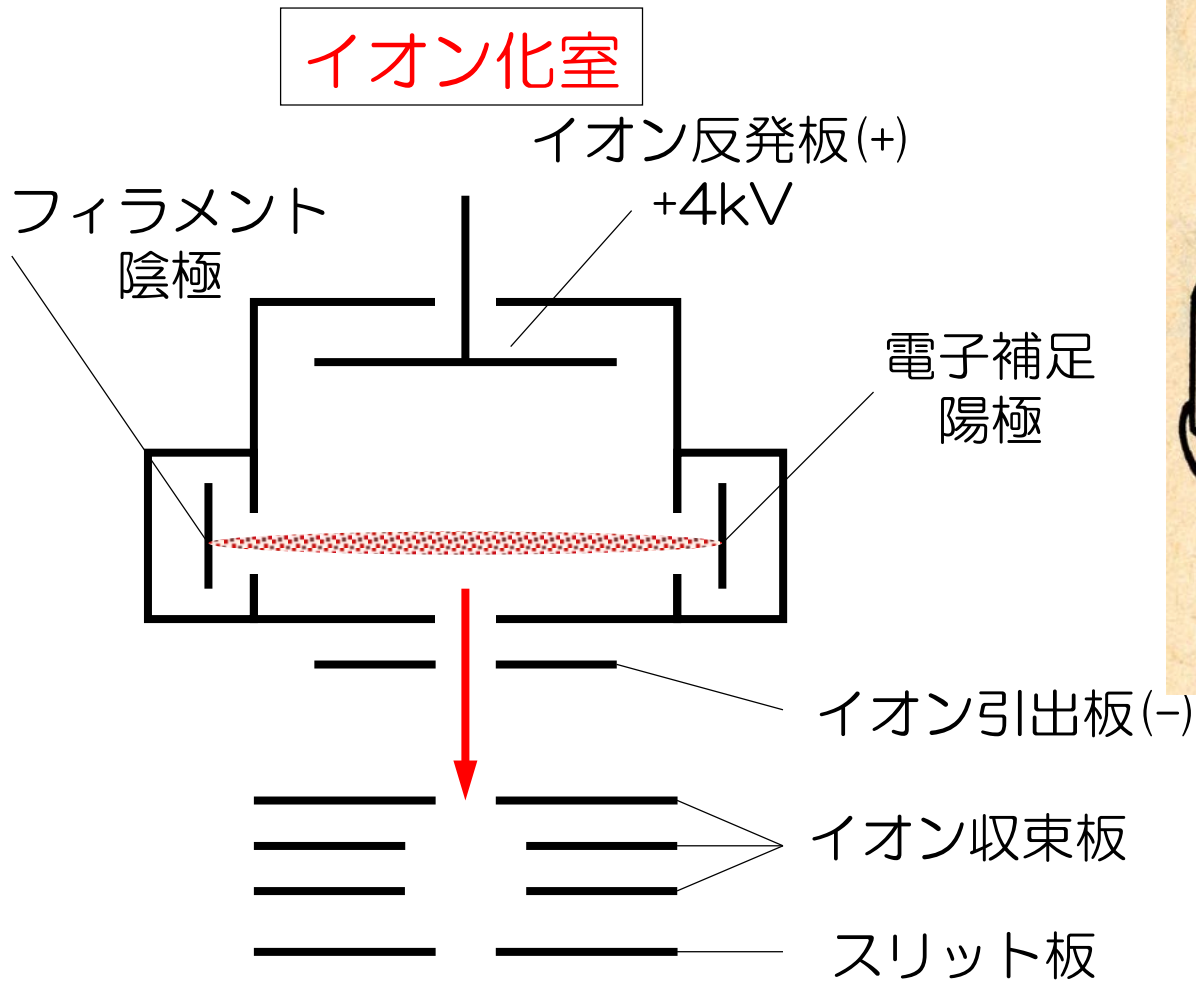 イオン化室
イオン反発板(+)
+4kV
フィラメント
陰極
電子補足
陽極
イオン引出板(-)
イオン収束板
スリット板